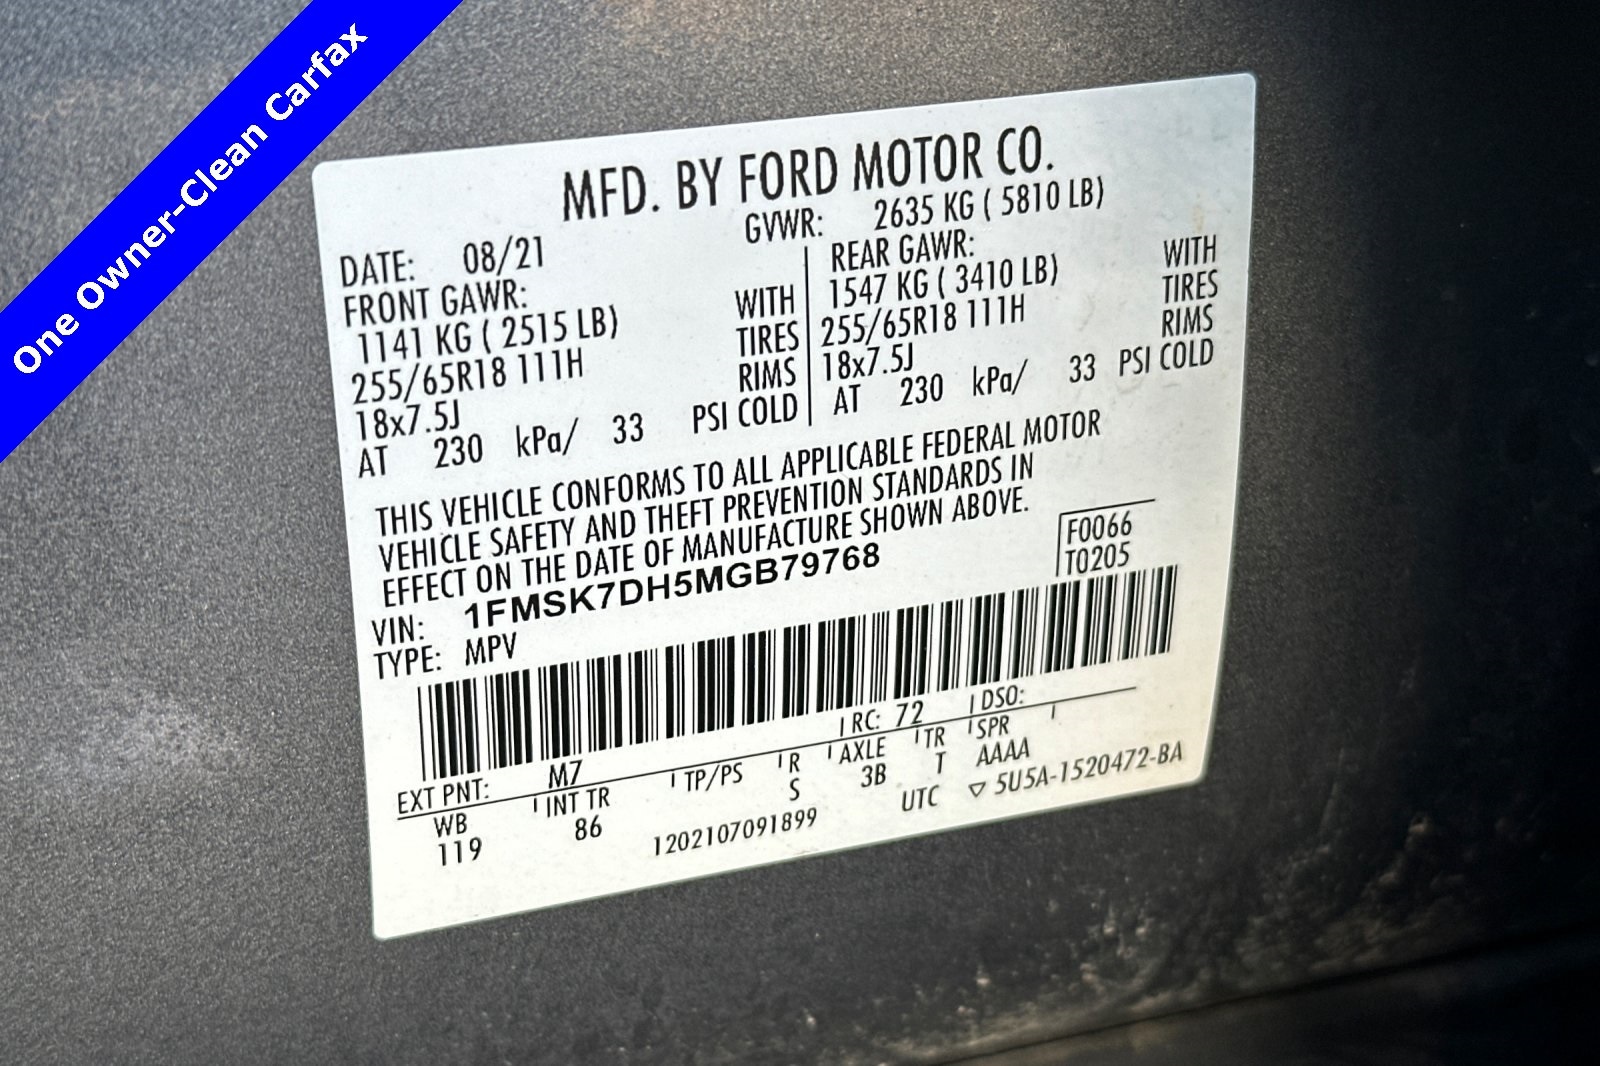 One Owner-Clean Carfax
MFD. BY FORD MOTOR CO.
DATE: 08/21 GVWR: 2635 KG ( 5810 LB)
FRONT GAWR: REAR GAWR:
1141 KG ( 2515 LB) WITH 1547 KG ( 3410 LB) WITH
255/65R18 111H TIRES 255/65R18 111H TIRES
18x7.5J RIMS 18x7.5J RIMS
AT 230 kPa/ 33 PSI COLD AT 230 kPa/ 33 PSI COLD
THIS VEHICLE CONFORMS TO ALL APPLICABLE FEDERAL MOTOR
VEHICLE SAFETY AND THEFT PREVENTION STANDARDS IN
EFFECT ON THE DATE OF MANUFACTURE SHOWN ABOVE.
VIN: 1FMSK7DH5MGB79768 F0066
TYPE: MPV T0205
EXT PNT: M7 RC: 72 DSO:
WB INT TR TP/PS R AXLE TR SPR
119 86 S 3B T AAAA
1202107091899 UTC ▽ 5U5A-1520472-BA